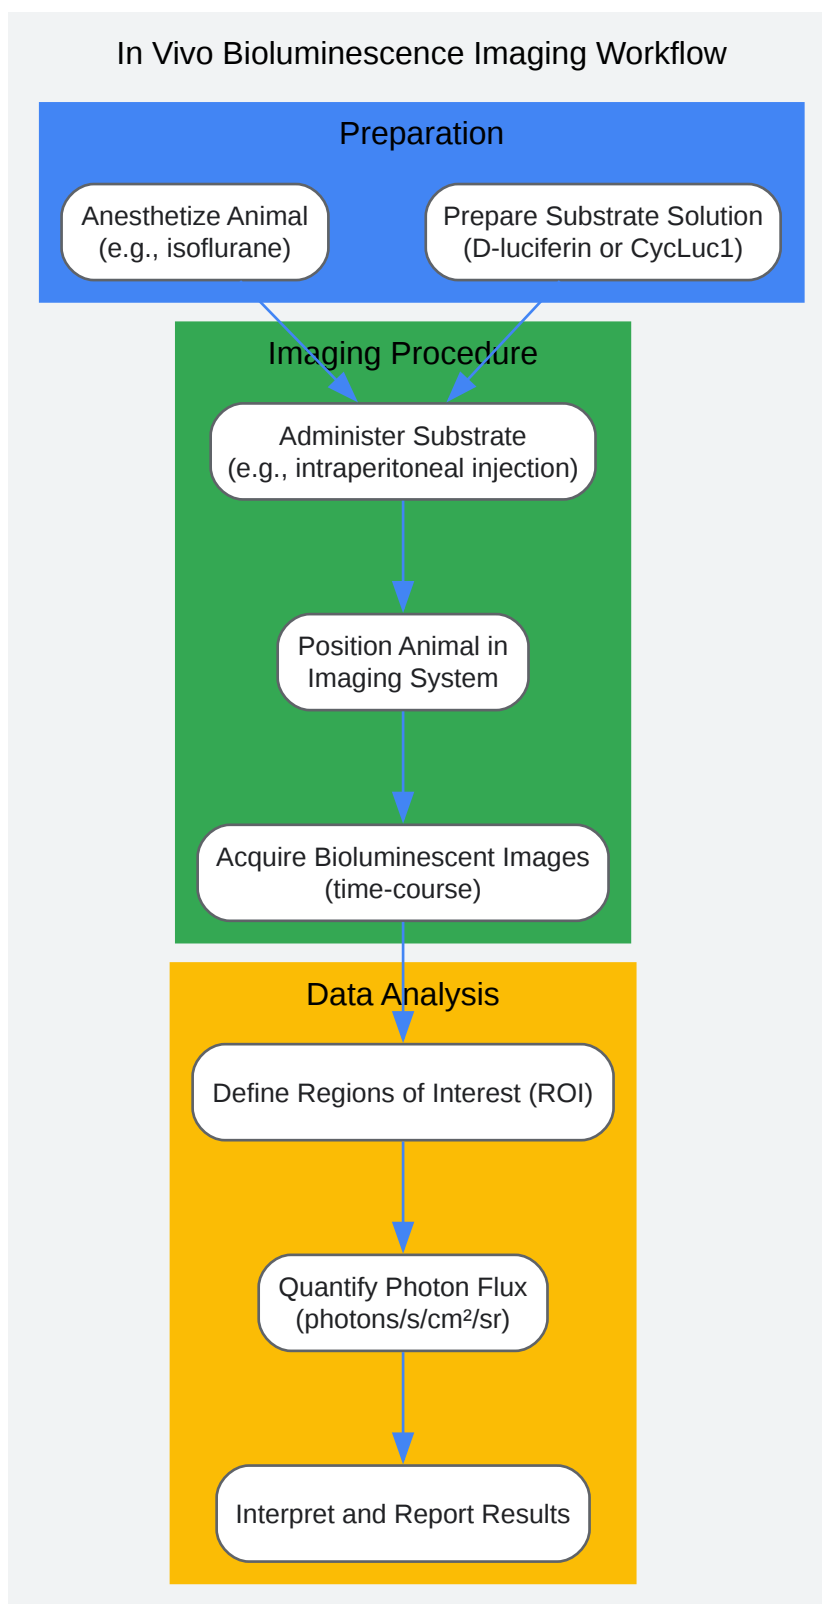 In Vivo Bioluminescence Imaging Workflow
Preparation
Anesthetize Animal
(e.g., isoflurane)
Prepare Substrate Solution
(D-luciferin or CycLuc1)
Imaging Procedure
Administer Substrate
(e.g., intraperitoneal injection)
Position Animal in
Imaging System
Acquire Bioluminescent Images
(time-course)
Data Analysis
Define Regions of Interest (ROI)
Quantify Photon Flux
(photons/s/cm²/sr)
Interpret and Report Results